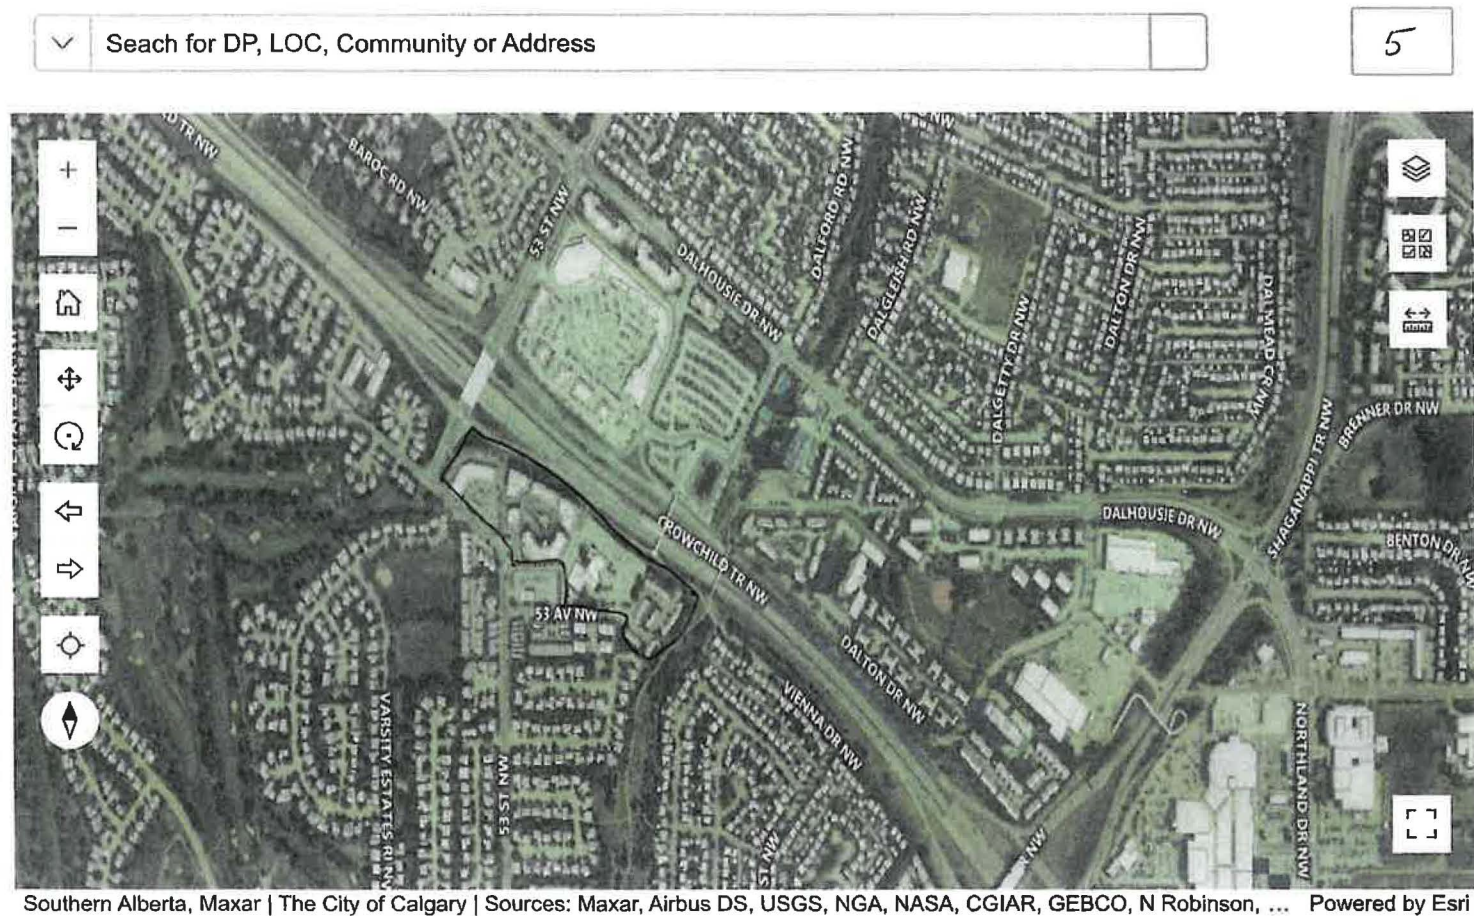 Seach for DP, LOC, Community or Address
5
RD TR NW
BAROC RD NW
53 ST NW
NW
DALFORD RD NW
DALHOUSIE DR NW
DALGLEISH RD NW
DALTON DR NW
DALMEAD CR NW
DALGETTY DR NW
SHAGANAPPI TR NW
BRENNER DR NW
CROWCHILD TR NW
DALHOUSIE DR NW
BENTON DR NW
53 AV NW
DALTON DR NW
VIENNA DR NW
VARSITY ESTATES RI NW
53 ST NW
NORTHLAND DR NW
S NW
R NW
Southern Alberta, Maxar | The City of Calgary | Sources: Maxar, Airbus DS, USGS, NGA, NASA, CGIAR, GEBCO, N Robinson, ... Powered by Esri